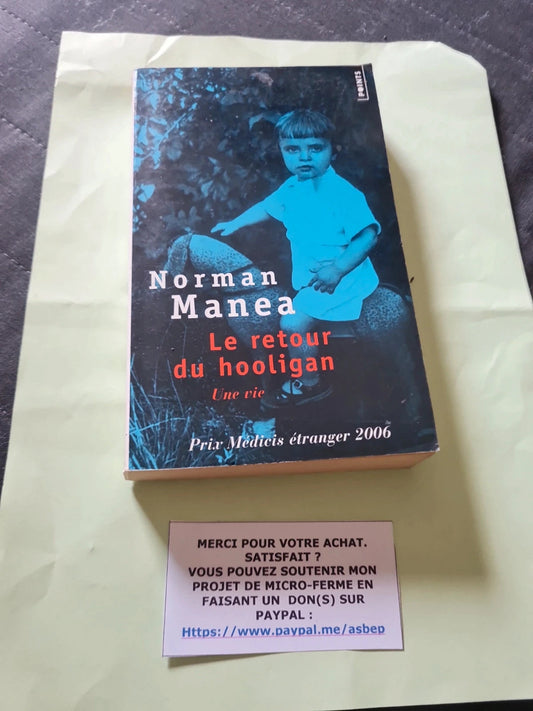 POINTS
Norman
Manea
Le retour
du hooligan
Une vie
Prix Médicis étranger 2006
MERCI POUR VOTRE ACHAT.
SATISFAIT ?
VOUS POUVEZ SOUTENIR MON
PROJET DE MICRO-FERME EN
FAISANT UN DON(S) SUR
PAYPAL :
Https://www.paypal.me/asbep